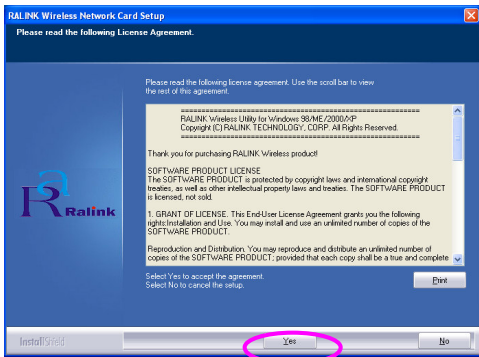 RALINK Wireless Network Card Setup
Please read the following License Agreement.
Please read the following license agreement. Use the scroll bar to view
the rest of this agreement.
===============================================
RALINK Wireless Utility for Windows 98/ME/2000/XP
Copyright (C) RALINK TECHNOLOGY, CORP. All Rights Reserved.
===============================================
Thank you for purchasing RALINK Wireless product!
SOFTWARE PRODUCT LICENSE
The SOFTWARE PRODUCT is protected by copyright laws and international copyright
treaties, as well as other intellectual property laws and treaties. The SOFTWARE PRODUCT
is licensed, not sold.
1. GRANT OF LICENSE. This End-User License Agreement grants you the following
rights:Installation and Use. You may install and use an unlimited number of copies of the
SOFTWARE PRODUCT.
Reproduction and Distribution. You may reproduce and distribute an unlimited number of
copies of the SOFTWARE PRODUCT; provided that each copy shall be a true and complete
Ralink
Select Yes to accept the agreement.
Select No to cancel the setup.
Print
InstallShield
Yes
No